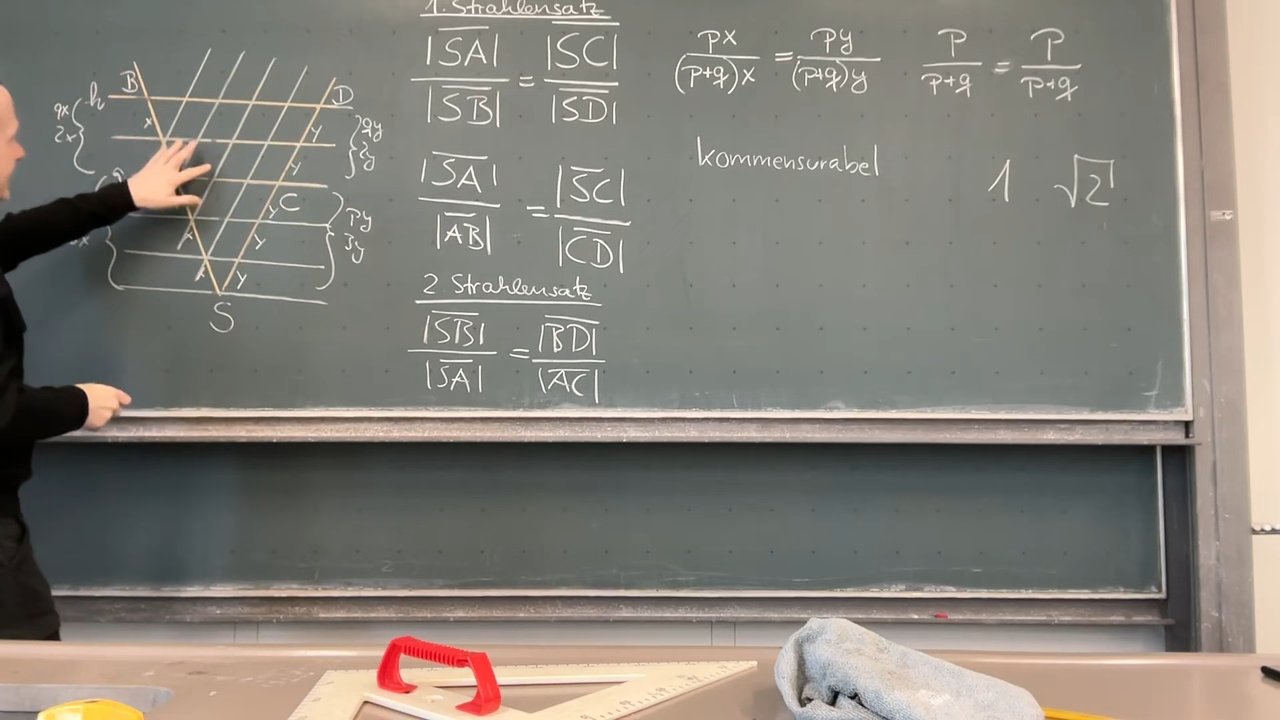 1. Strahlensatz
|SA| / |SB| = |SC| / |SD|
|SA| / |AB| = |SC| / |CD|
2 Strahlensatz
|SB| / |SA| = |BD| / |AC|
px / (p+q)x = py / (p+q)y
p / p+q = p / p+q
kommensurabel
1 √2
B
h
D
qx
2x
x
y
qy
2y
y
C
y
py
3y
x
y
x
y
S